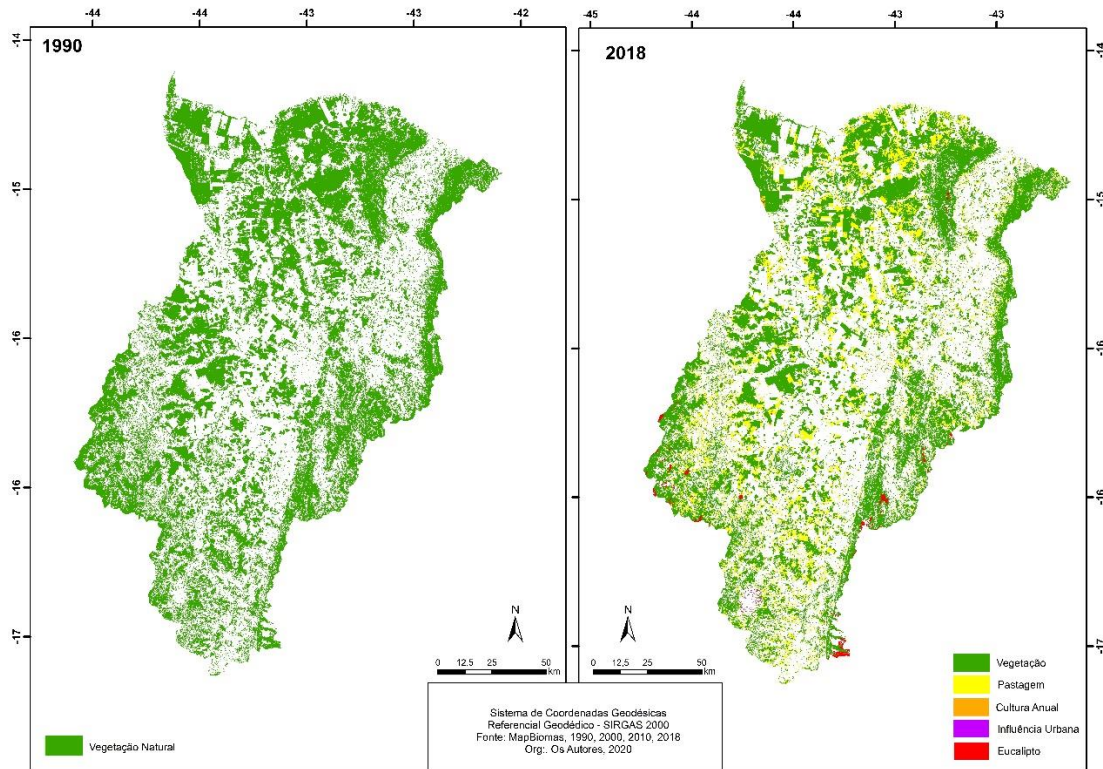 -44 -44 -43 -43 -42
45 -44 -44 -43 -43
1990
2018
-14
-15
-16
-16
-17
-14
-15
-16
-16
-17
N
0 12,5 25 50
km
N
0 12,5 25 50
km
Vegetação Natural
Sistema de Coordenadas Geodésicas
Referencial Geodédico - SIRGAS 2000
Fonte: MapBiomas, 1990, 2000, 2010, 2018
Org:. Os Autores, 2020
Vegetação
Pastagem
Cultura Anual
Influência Urbana
Eucalipto